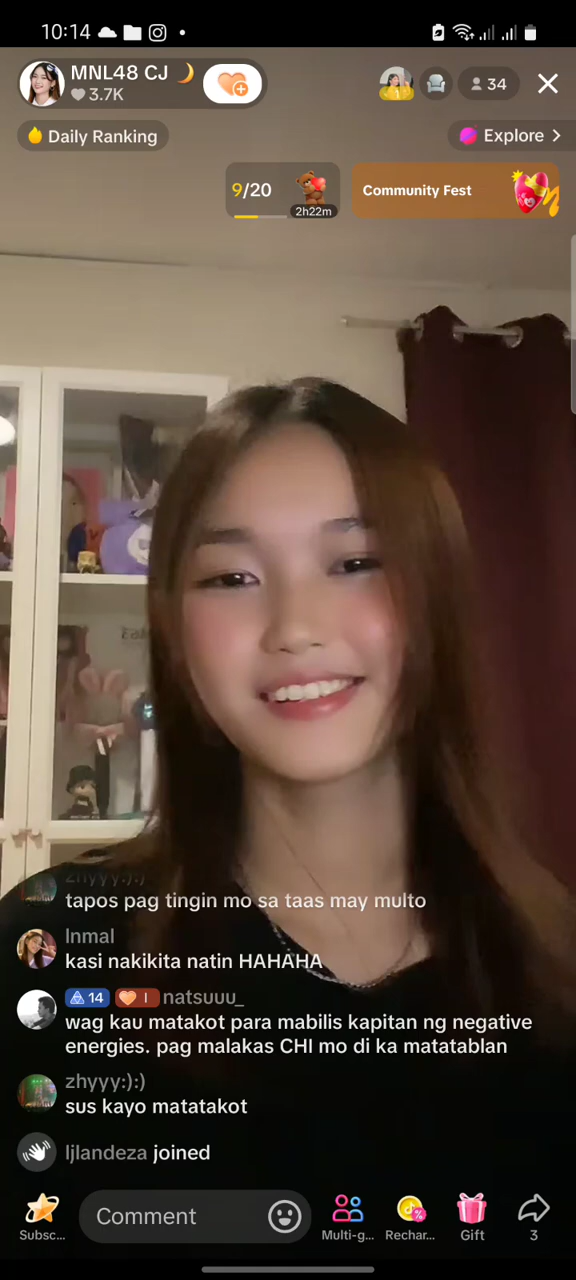 10:14
MNL48 CJ 🌙
3.7K
34
Daily Ranking
Explore >
9/20
2h22m
Community Fest
zhyyy:):)
tapos pag tingin mo sa taas may multo
Inmal
kasi nakikita natin HAHAHA
14 I natsuuu_
wag kau matakot para mabilis kapitan ng negative
energies. pag malakas CHI mo di ka matatablan
zhyyy:):)
sus kayo matatakot
ljlandeza joined
Comment
Subsc...
Multi-g...
Rechar...
Gift
3